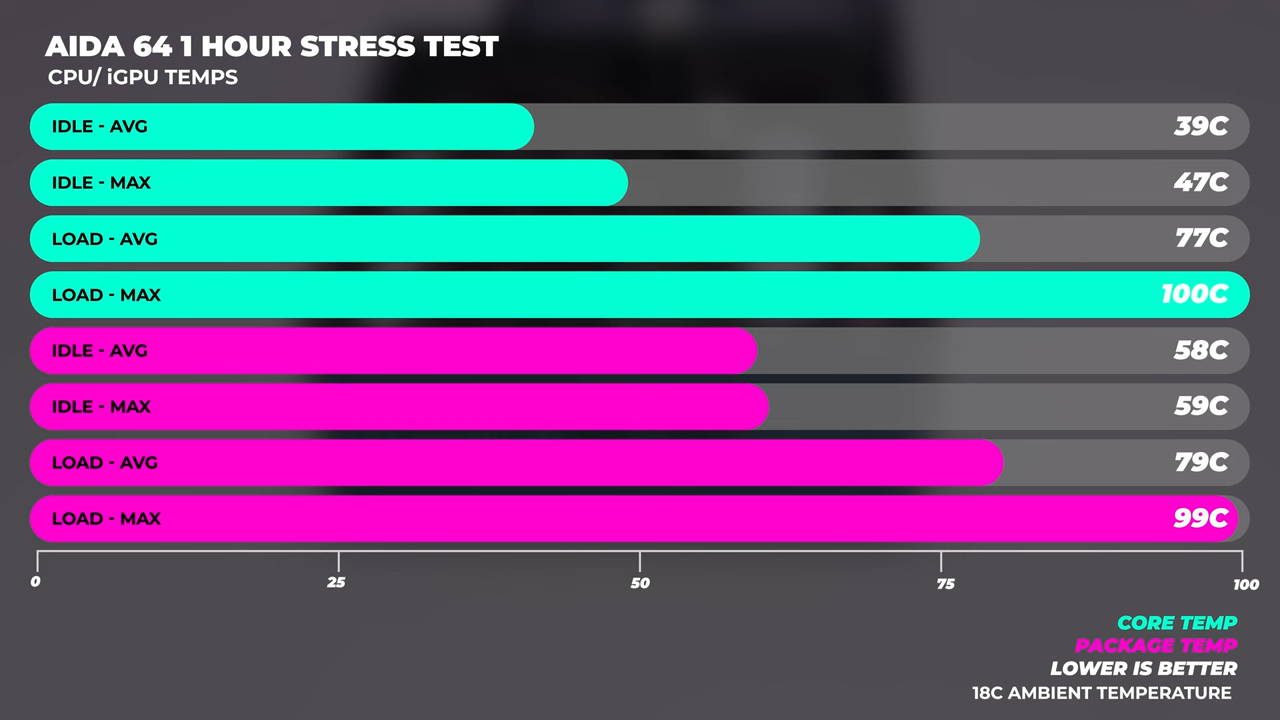 AIDA 64 1 HOUR STRESS TEST
CPU/ iGPU TEMPS
IDLE - AVG 39C
IDLE - MAX 47C
LOAD - AVG 77C
LOAD - MAX 100C
IDLE - AVG 58C
IDLE - MAX 59C
LOAD - AVG 79C
LOAD - MAX 99C
0 25 50 75 100
CORE TEMP
PACKAGE TEMP
LOWER IS BETTER
18C AMBIENT TEMPERATURE